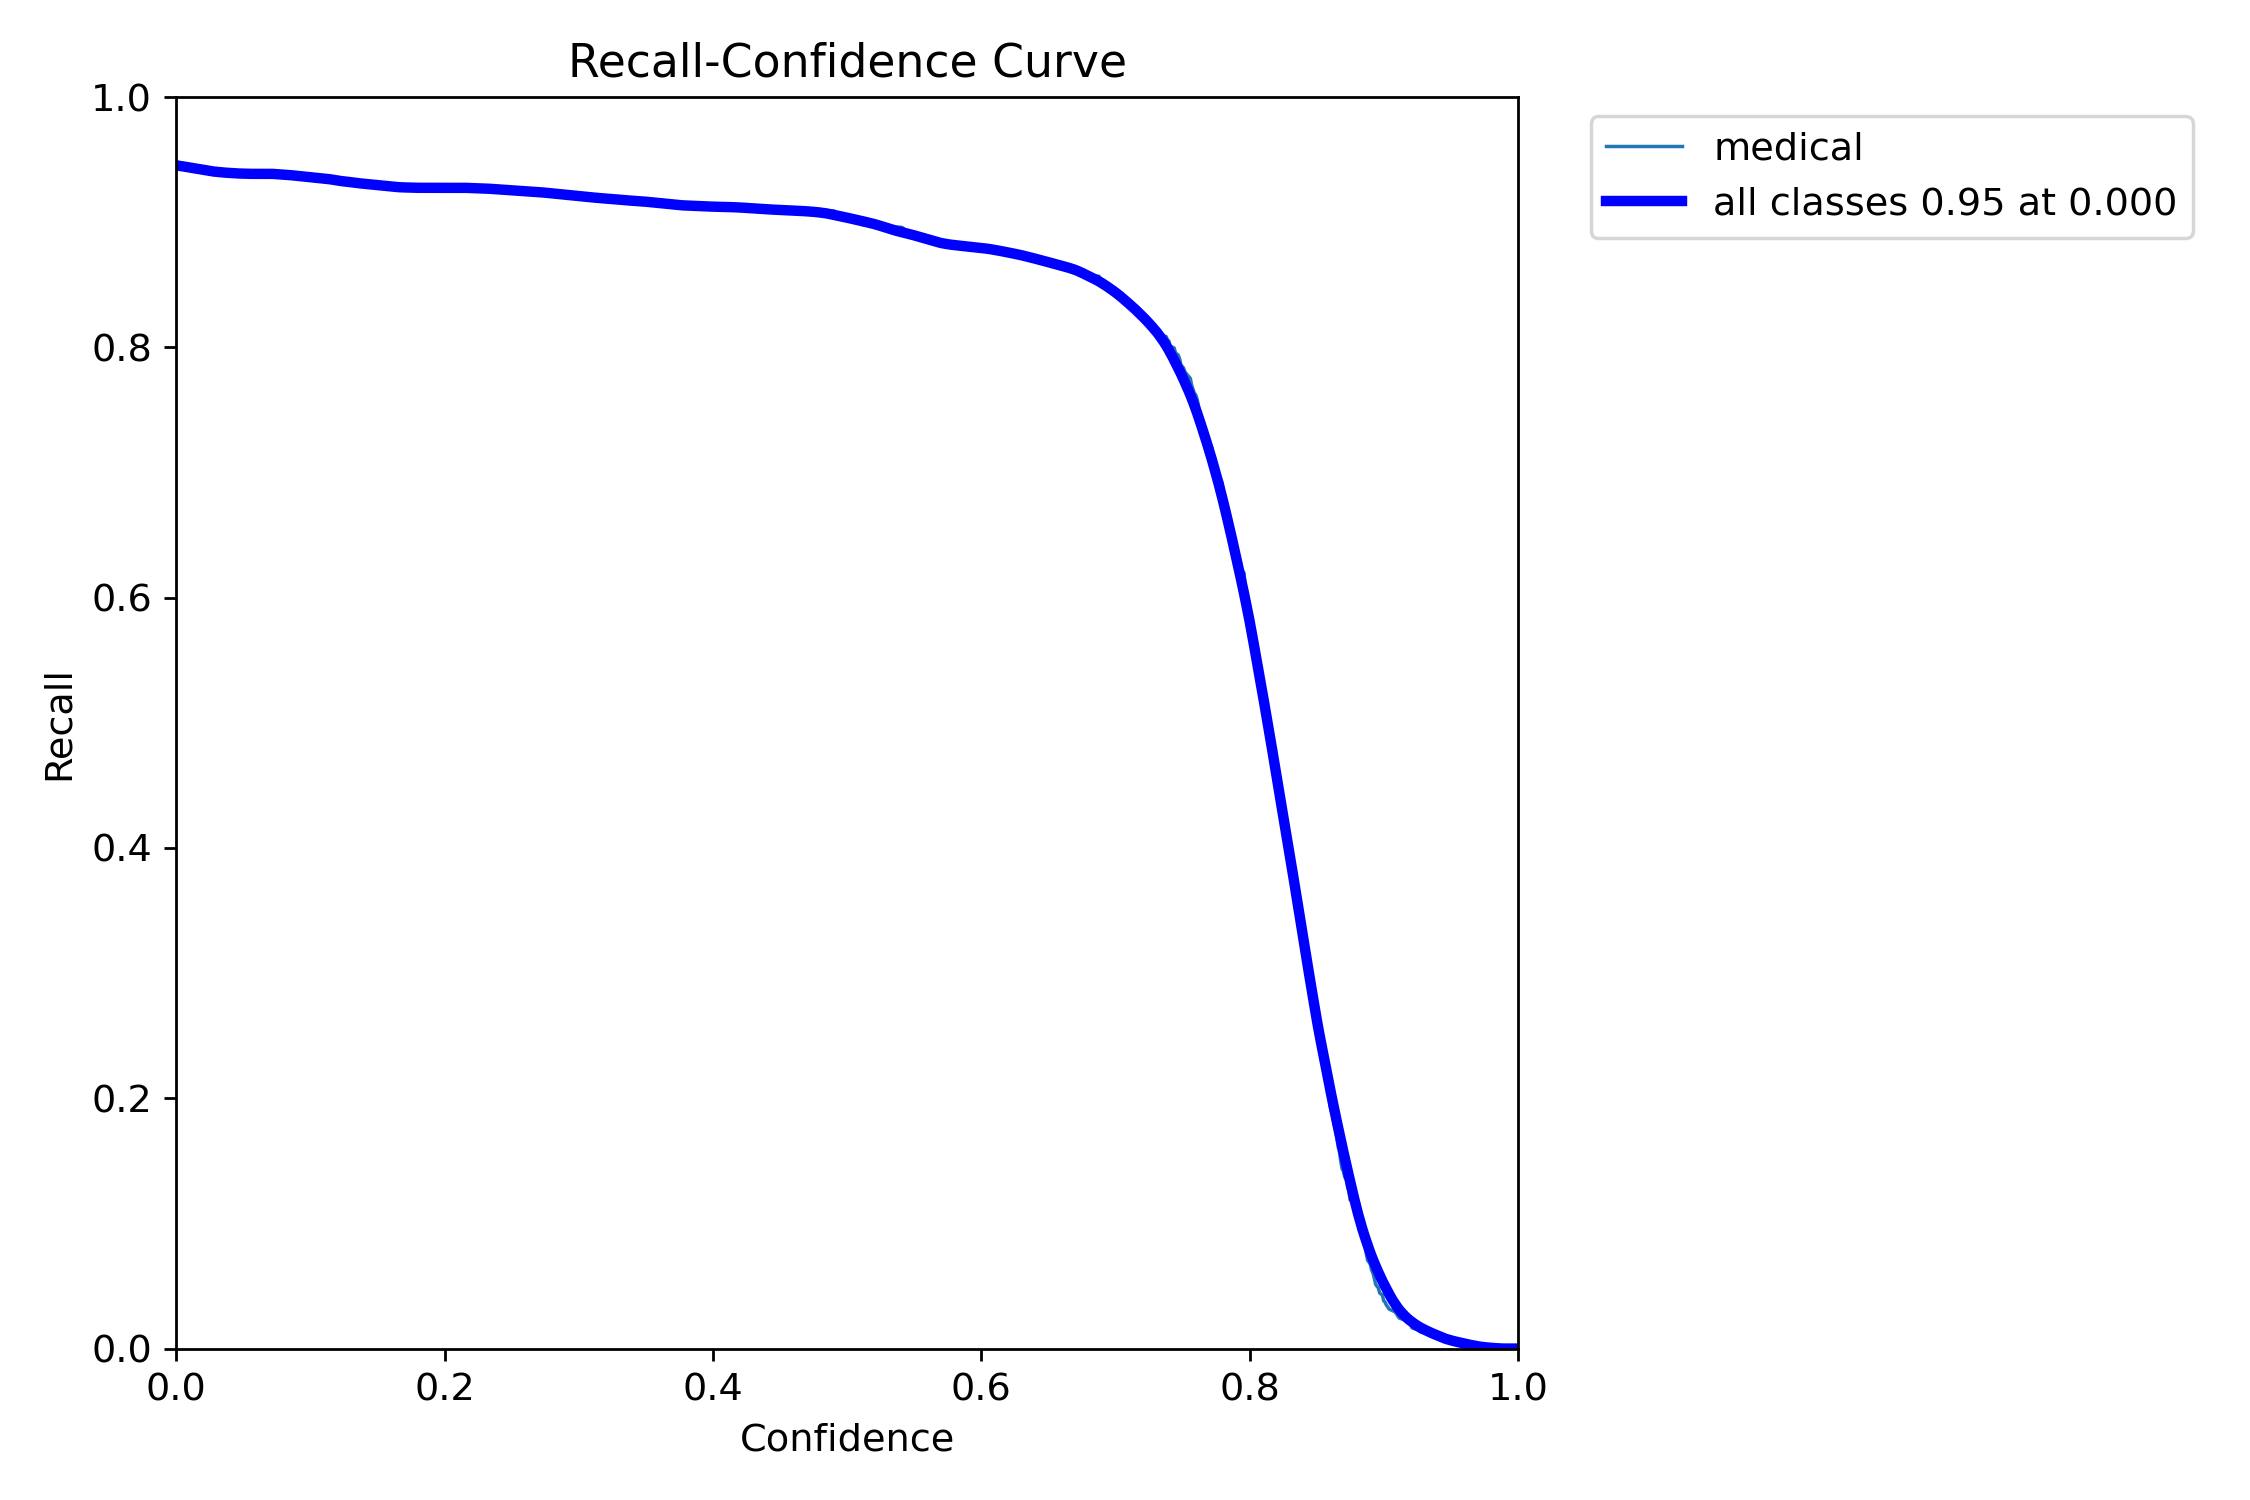 Recall-Confidence Curve
1.0
0.8
0.6
0.4
0.2
0.0
Recall
0.0 0.2 0.4 0.6 0.8 1.0
Confidence
medical
all classes 0.95 at 0.000